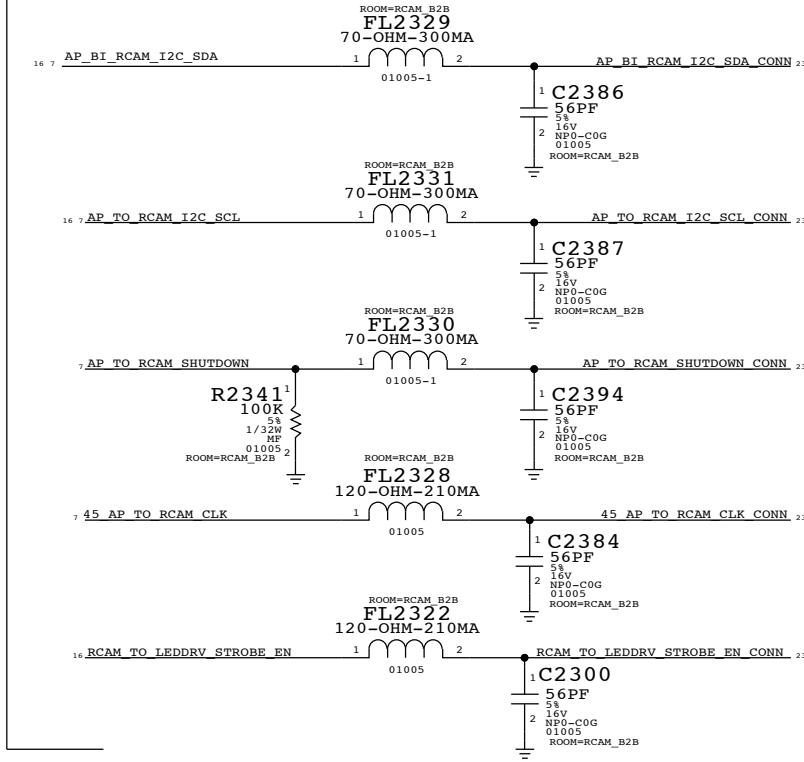 ROOM=RCAM_B2B
FL2329
70-OHM-300MA
16 7 AP_BI_RCAM_I2C_SDA 1 2 AP_BI_RCAM_I2C_SDA_CONN 23
01005-1
1 C2386
56PF
5%
16V
2 NP0-C0G
01005
ROOM=RCAM_B2B
ROOM=RCAM_B2B
FL2331
70-OHM-300MA
16 7 AP_TO_RCAM_I2C_SCL 1 2 AP_TO_RCAM_I2C_SCL_CONN 23
01005-1
1 C2387
56PF
5%
16V
2 NP0-C0G
01005
ROOM=RCAM_B2B
ROOM=RCAM_B2B
FL2330
70-OHM-300MA
7 AP_TO_RCAM_SHUTDOWN 1 2 AP_TO_RCAM_SHUTDOWN_CONN 23
01005-1
R2341 1
100K
5%
1/32W
MF
01005
ROOM=RCAM_B2B 2
1 C2394
56PF
5%
16V
2 NP0-C0G
01005
ROOM=RCAM_B2B
ROOM=RCAM_B2B
FL2328
120-OHM-210MA
7 45_AP_TO_RCAM_CLK 1 2 45_AP_TO_RCAM_CLK_CONN 23
01005
1 C2384
56PF
5%
16V
2 NP0-C0G
01005
ROOM=RCAM_B2B
ROOM=RCAM_B2B
FL2322
120-OHM-210MA
16 RCAM_TO_LEDDRV_STROBE_EN 1 2 RCAM_TO_LEDDRV_STROBE_EN_CONN 23
01005
1 C2300
56PF
5%
16V
2 NP0-C0G
01005
ROOM=RCAM_B2B